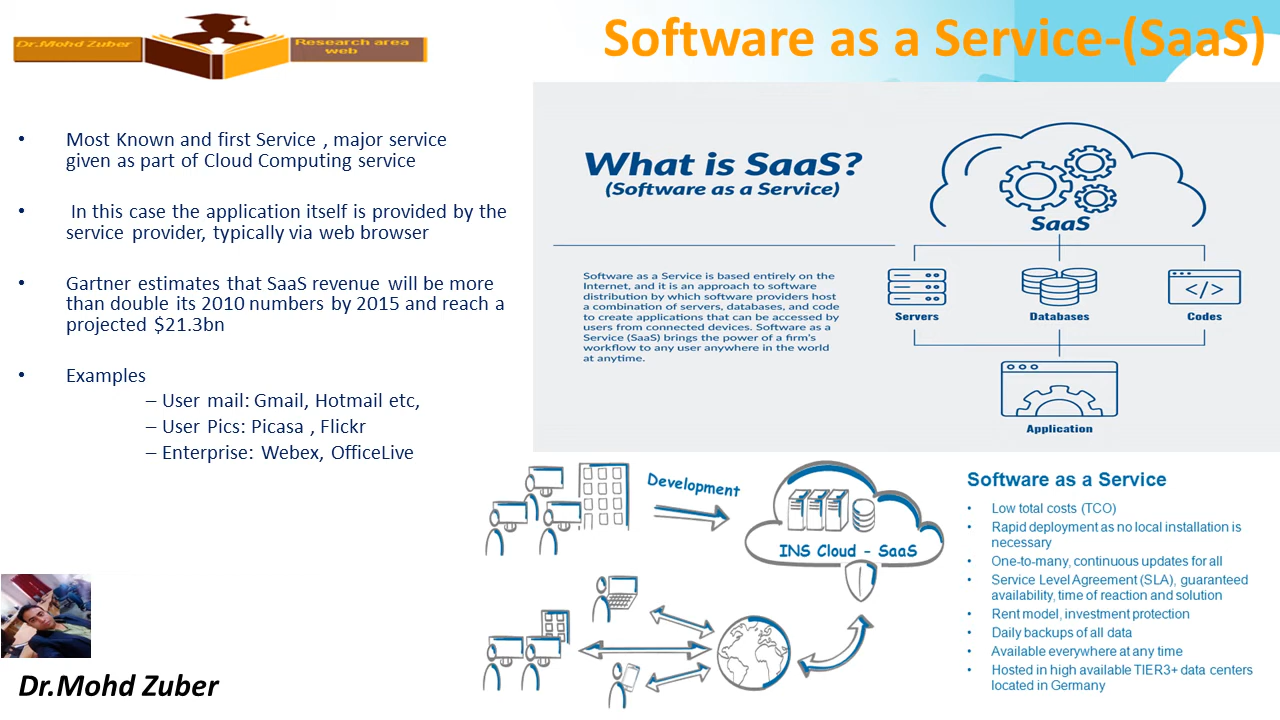 Dr.Mohd Zuber
Research area
web
Software as a Service-(SaaS)
• Most Known and first Service , major service
given as part of Cloud Computing service
• In this case the application itself is provided by the
service provider, typically via web browser
• Gartner estimates that SaaS revenue will be more
than double its 2010 numbers by 2015 and reach a
projected $21.3bn
• Examples
– User mail: Gmail, Hotmail etc,
– User Pics: Picasa , Flickr
– Enterprise: Webex, OfficeLive
What is SaaS?
(Software as a Service)
Software as a Service is based entirely on the
Internet, and it is an approach to software
distribution by which software providers host
a combination of servers, databases, and code
to create applications that can be accessed by
users from connected devices. Software as a
Service (SaaS) brings the power of a firm's
workflow to any user anywhere in the world
at anytime.
SaaS
Servers
Databases
</>
Codes
Application
Development
INS Cloud - SaaS
Software as a Service
• Low total costs (TCO)
• Rapid deployment as no local installation is
necessary
• One-to-many, continuous updates for all
• Service Level Agreement (SLA), guaranteed
availability, time of reaction and solution
• Rent model, investment protection
• Daily backups of all data
• Available everywhere at any time
• Hosted in high available TIER3+ data centers
located in Germany
Dr.Mohd Zuber